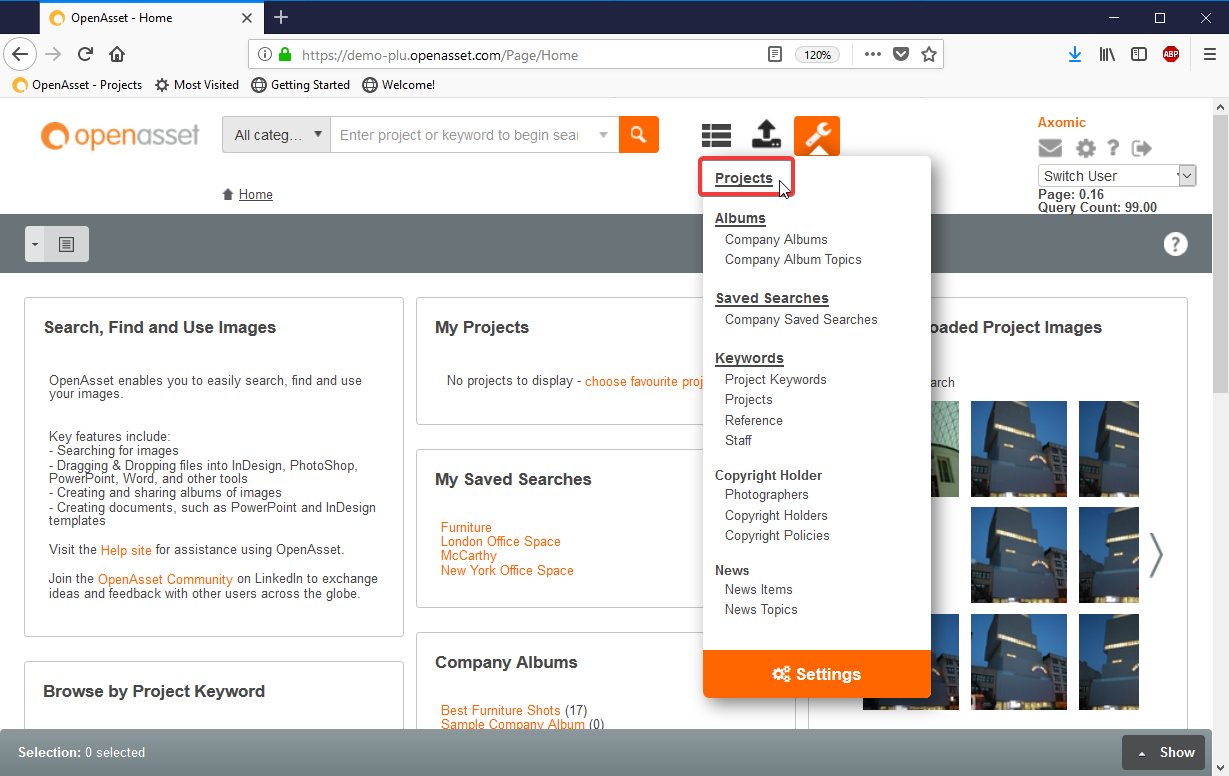 OpenAsset - Home
https://demo-plu.openasset.com/Page/Home
120%
ABP
OpenAsset - Projects
Most Visited
Getting Started
Welcome!
openasset
All categ...
Enter project or keyword to begin sear
Axomic
Switch User
Page: 0.16
Query Count: 99.00
Home
Projects
Albums
Company Albums
Company Album Topics
Saved Searches
Company Saved Searches
Keywords
Project Keywords
Projects
Reference
Staff
Copyright Holder
Photographers
Copyright Holders
Copyright Policies
News
News Items
News Topics
Settings
?
Search, Find and Use Images
OpenAsset enables you to easily search, find and use
your images.
Key features include:
- Searching for images
- Dragging & Dropping files into InDesign, PhotoShop,
PowerPoint, Word, and other tools
- Creating and sharing albums of images
- Creating documents, such as PowerPoint and InDesign
templates
Visit the Help site for assistance using OpenAsset.
Join the OpenAsset Community on LinkedIn to exchange
ideas and feedback with other users across the globe.
Browse by Project Keyword
My Projects
No projects to display - choose favourite proj
My Saved Searches
Furniture
London Office Space
McCarthy
New York Office Space
Company Albums
Best Furniture Shots (17)
Sample Company Album (0)
oaded Project Images
arch
Selection: 0 selected
Show